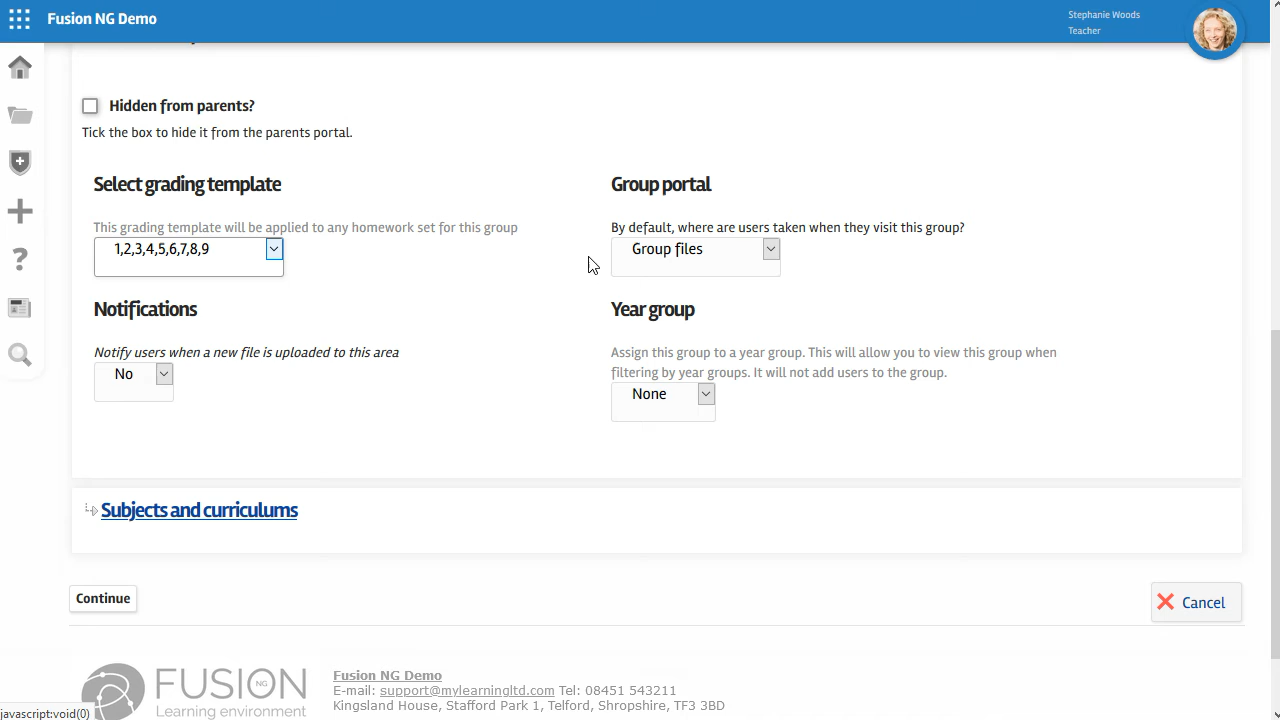 Fusion NG Demo
Stephanie Woods
Teacher
Hidden from parents?
Tick the box to hide it from the parents portal.
Select grading template
Group portal
This grading template will be applied to any homework set for this group
By default, where are users taken when they visit this group?
1,2,3,4,5,6,7,8,9
Group files
Notifications
Year group
Notify users when a new file is uploaded to this area
Assign this group to a year group. This will allow you to view this group when
filtering by year groups. It will not add users to the group.
No
None
Subjects and curriculums
Continue
Cancel
FUSION NG
Learning environment
Fusion NG Demo
E-mail: support@mylearningltd.com Tel: 08451 543211
Kingsland House, Stafford Park 1, Telford, Shropshire, TF3 3BD
javascript:void(0)